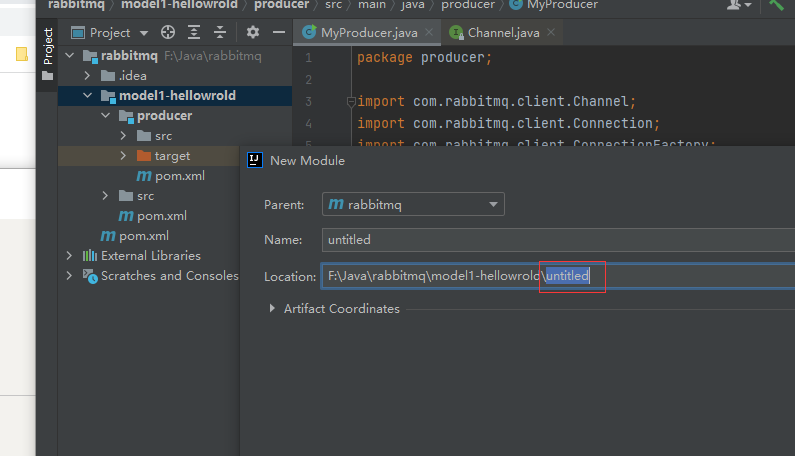 rabbitmq › model1-hellowrold › producer › src › main › java › producer › MyProducer
Project
Project
MyProducer.java
Channel.java
rabbitmq F:\Java\rabbitmq
.idea
model1-hellowrold
producer
src
target
pom.xml
src
pom.xml
pom.xml
External Libraries
Scratches and Consoles
1 package producer;
2
3 import com.rabbitmq.client.Channel;
4 import com.rabbitmq.client.Connection;
5 import com.rabbitmq.client.ConnectionFactory;
IJ New Module
Parent: m rabbitmq
Name: untitled
Location: F:\Java\rabbitmq\model1-hellowrold\untitled
Artifact Coordinates